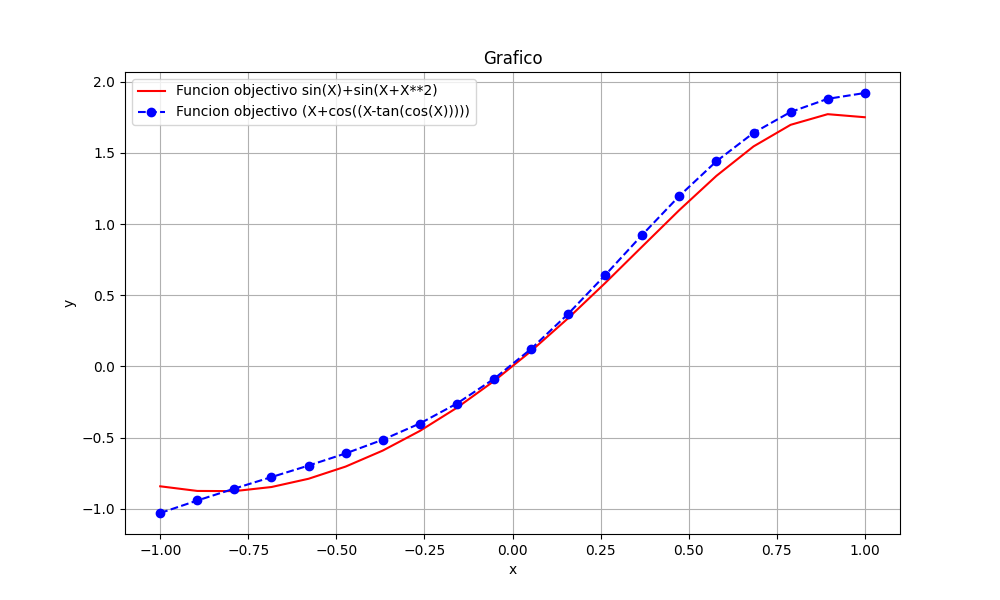 Grafico
Funcion objectivo sin(X)+sin(X+X**2)
Funcion objectivo (X+cos((X-tan(cos(X)))))
2.0
1.5
1.0
0.5
0.0
−0.5
−1.0
y
−1.00 −0.75 −0.50 −0.25 0.00 0.25 0.50 0.75 1.00
x